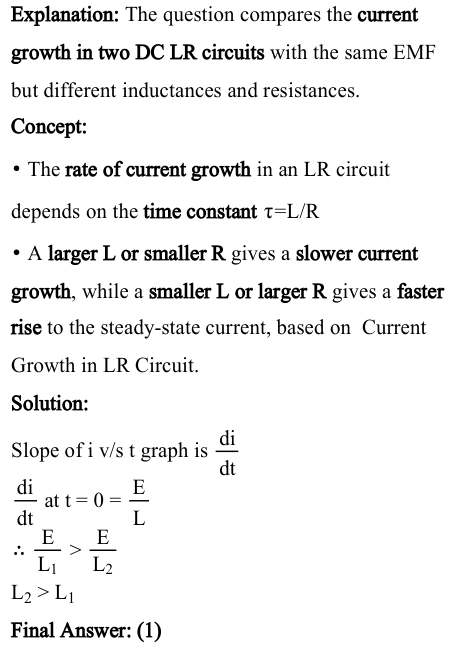 Explanation: The question compares the current
growth in two DC LR circuits with the same EMF
but different inductances and resistances.
Concept:
• The rate of current growth in an LR circuit
depends on the time constant τ=L/R
• A larger L or smaller R gives a slower current
growth, while a smaller L or larger R gives a faster
rise to the steady-state current, based on Current
Growth in LR Circuit.
Solution:
Slope of i v/s t graph is di/dt
di/dt at t = 0 = E/L
∴ E/L₁ > E/L₂
L₂ > L₁
Final Answer: (1)